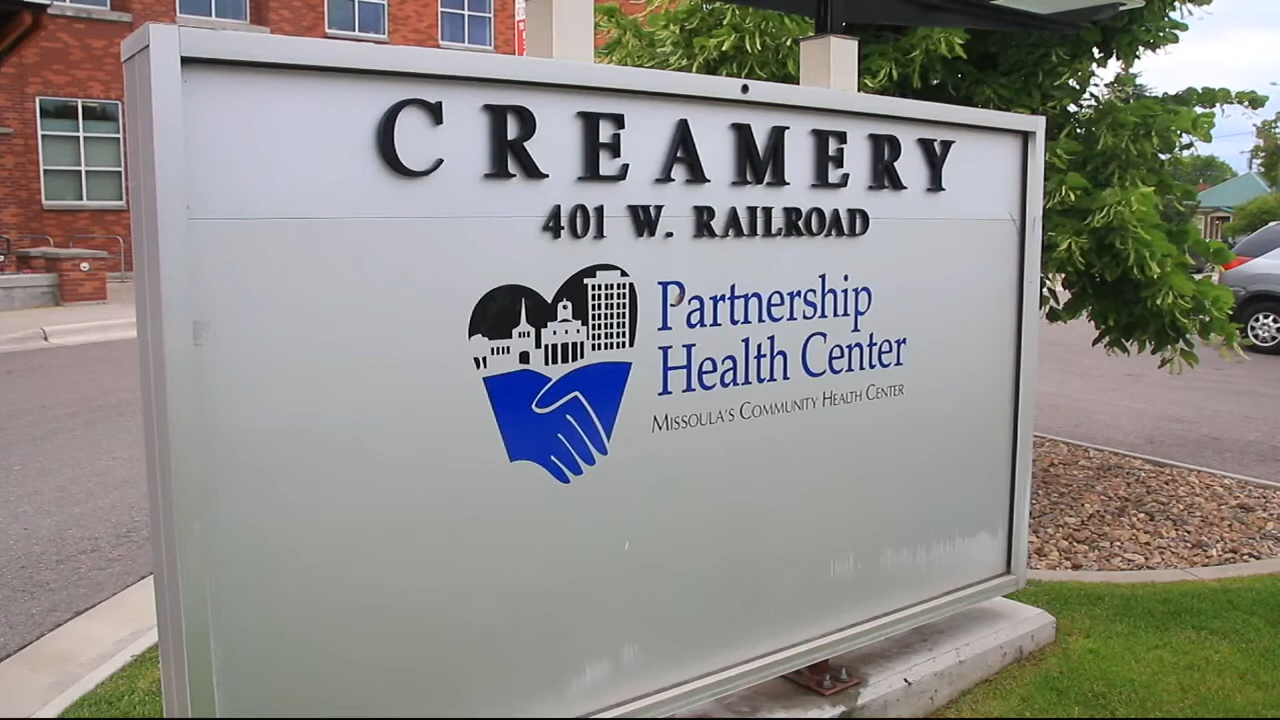 CREAMERY
401 W. RAILROAD
Partnership
Health Center
MISSOULA'S COMMUNITY HEALTH CENTER